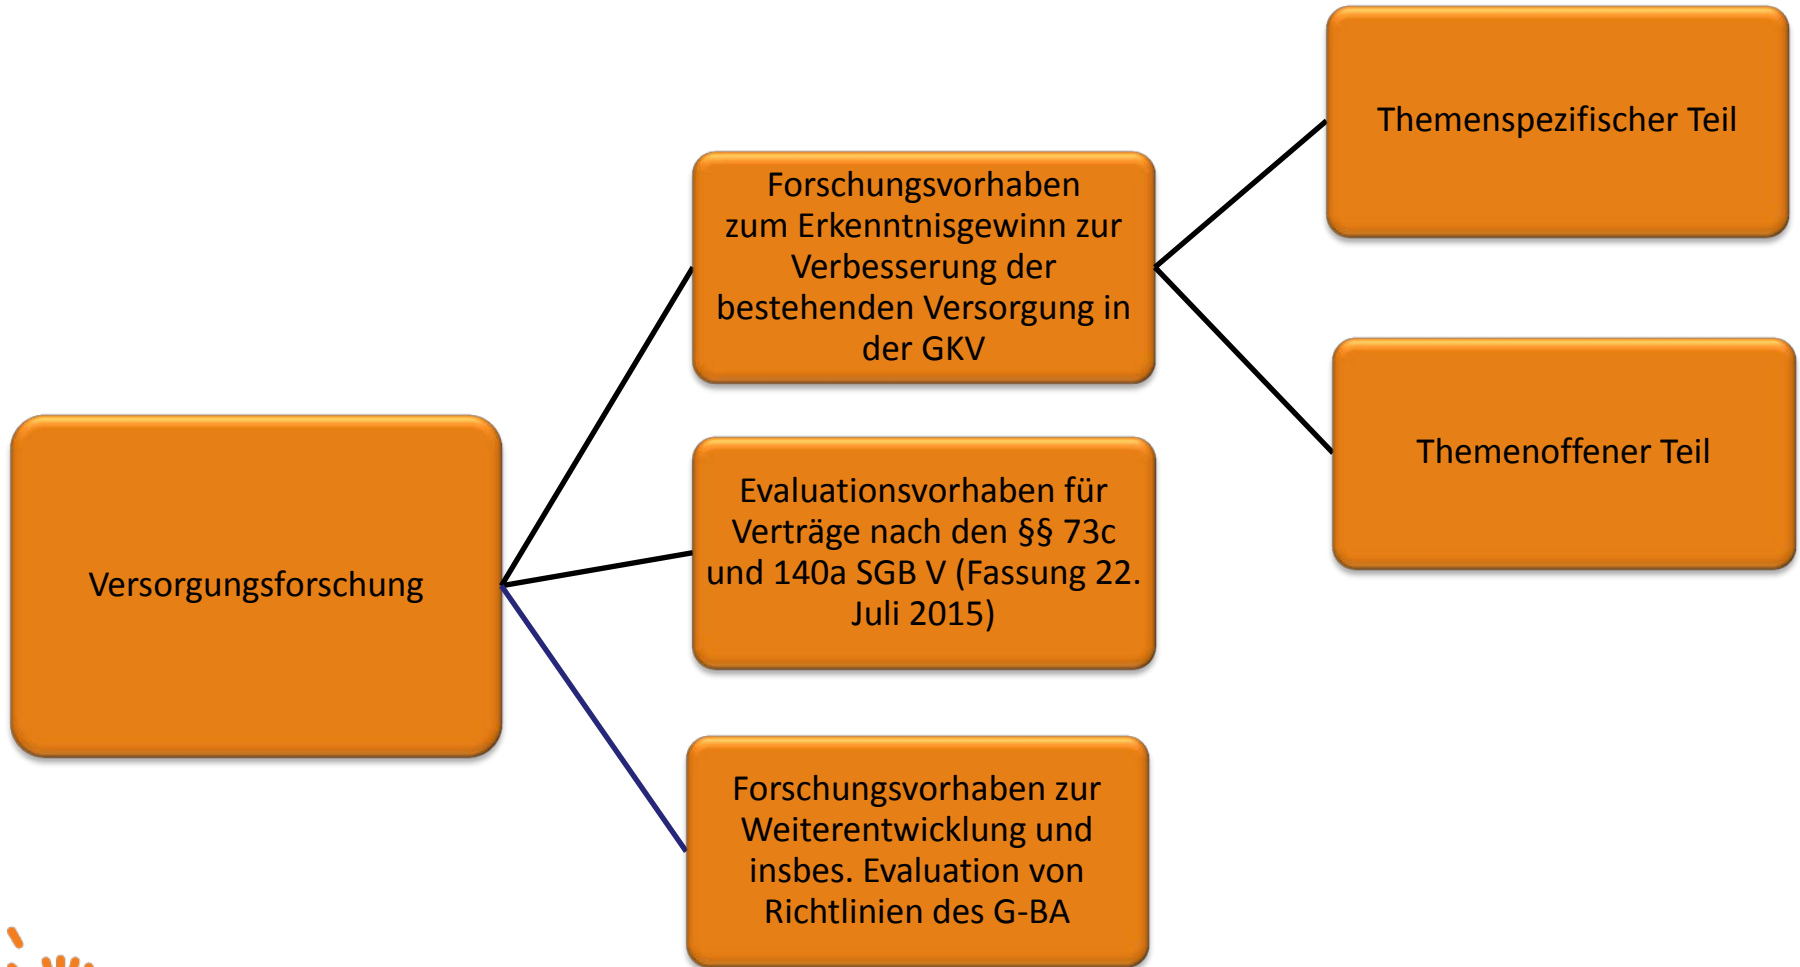 Versorgungsforschung
Forschungsvorhaben
zum Erkenntnisgewinn zur
Verbesserung der
bestehenden Versorgung in
der GKV
Evaluationsvorhaben für
Verträge nach den §§ 73c
und 140a SGB V (Fassung 22.
Juli 2015)
Forschungsvorhaben zur
Weiterentwicklung und
insbes. Evaluation von
Richtlinien des G-BA
Themenspezifischer Teil
Themenoffener Teil